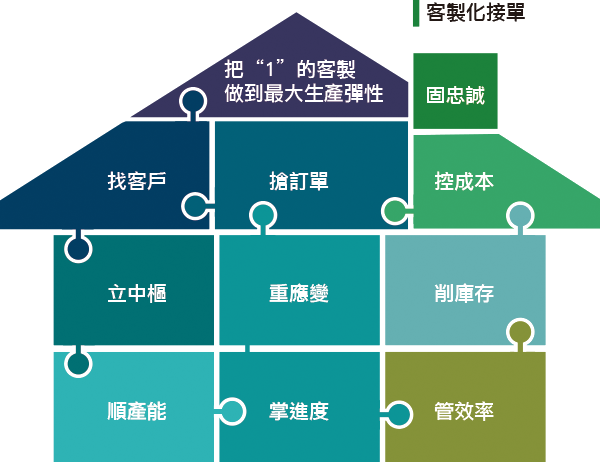 客製化接單
把“1”的客製
做到最大生產彈性
固忠誠
找客戶
搶訂單
控成本
立中樞
重應變
削庫存
順產能
掌進度
管效率